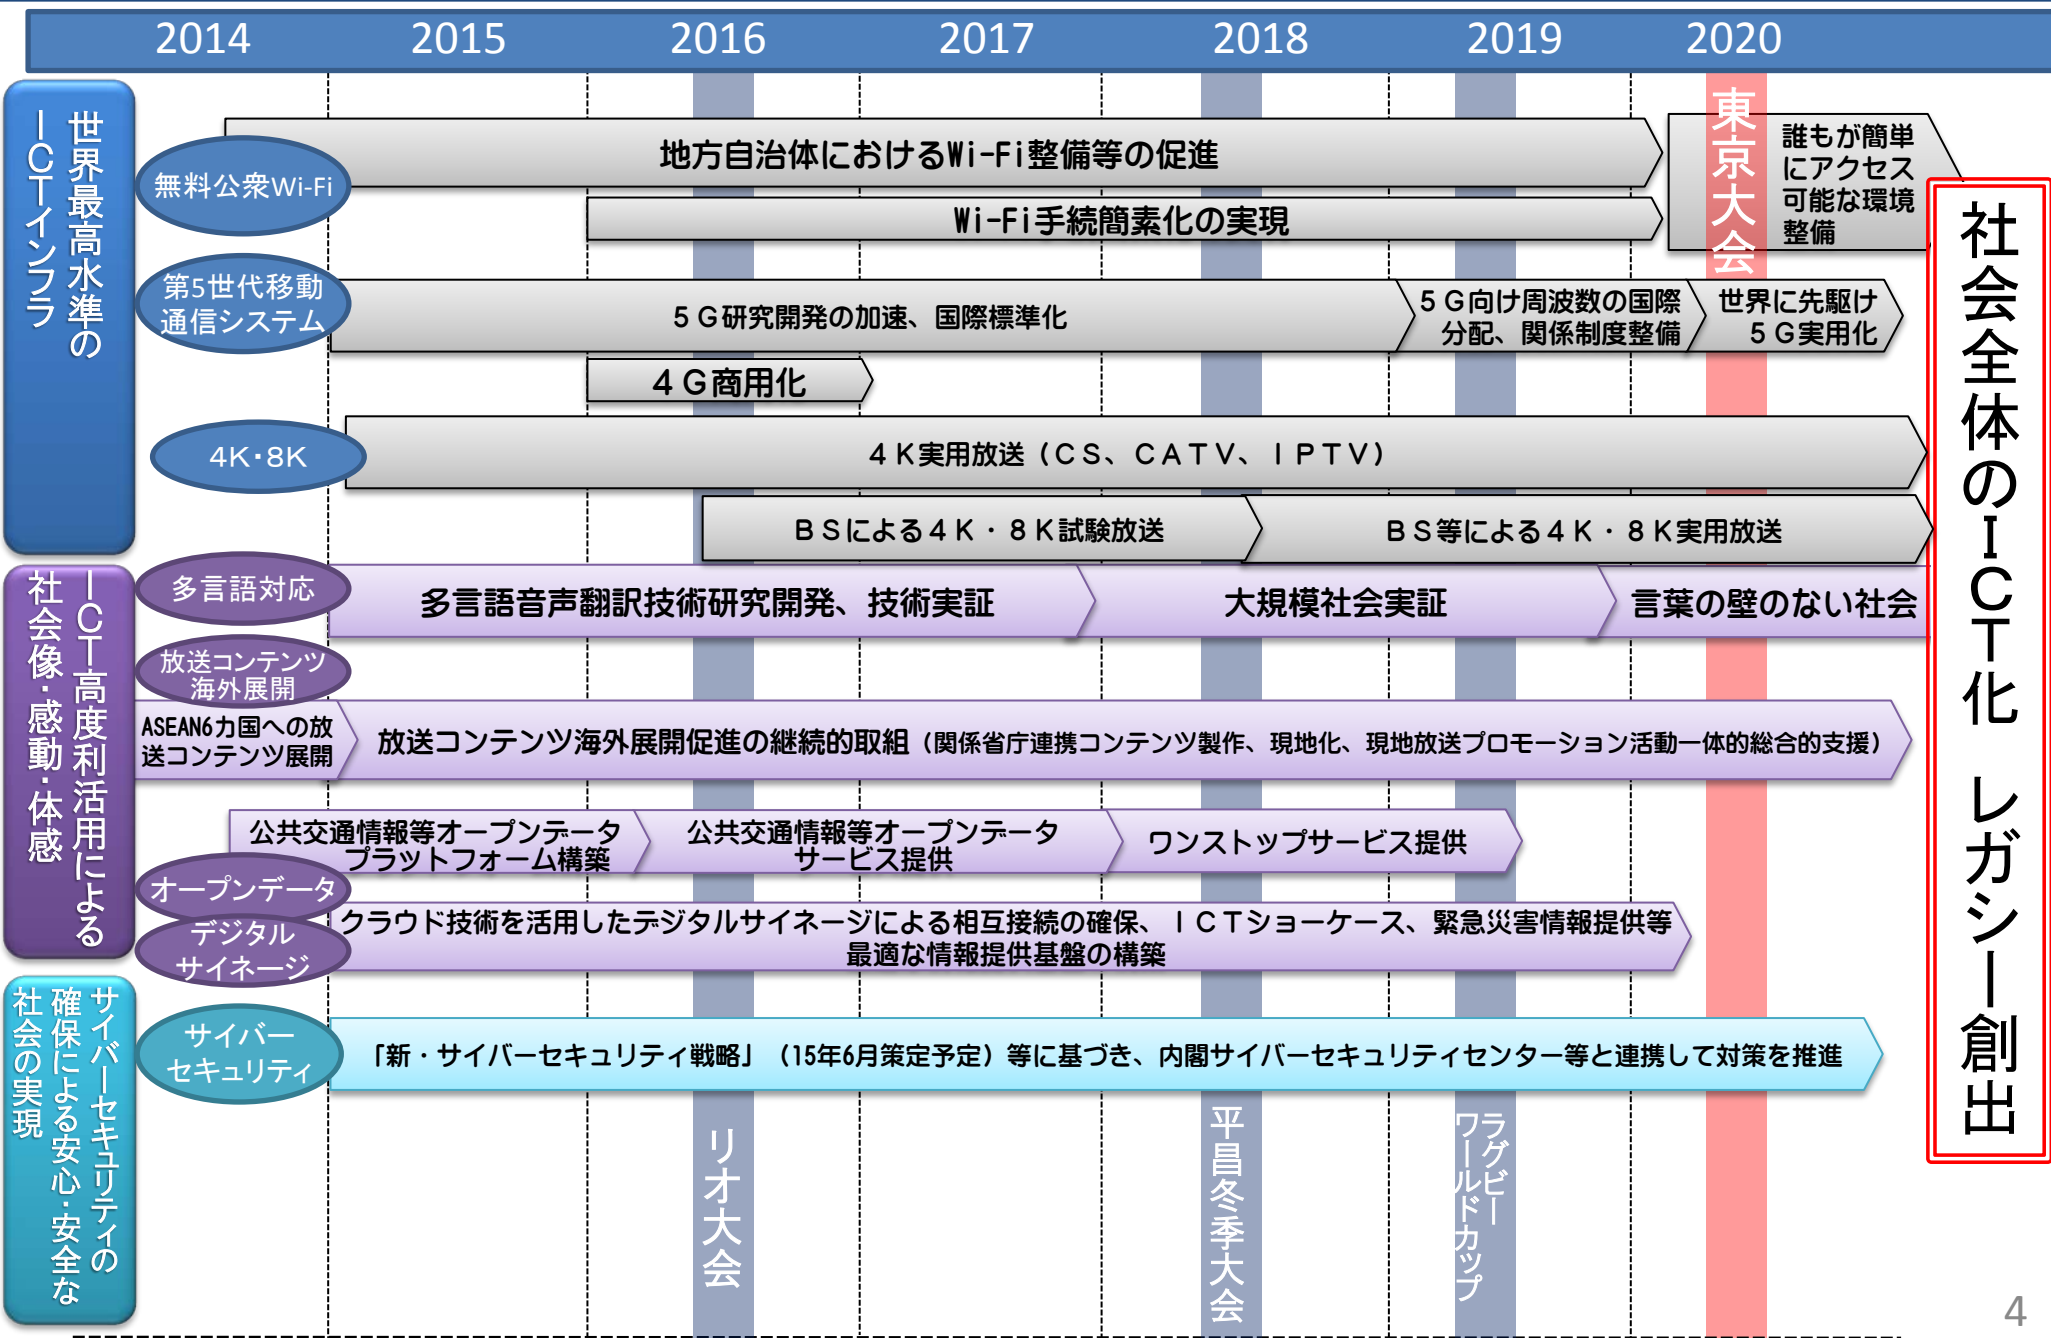 2014 2015 2016 2017 2018 2019 2020
世界最高水準の
ICTインフラ
無料公衆Wi-Fi
地方自治体におけるWi-Fi整備等の促進
Wi-Fi手続簡素化の実現
誰もが簡単
にアクセス
可能な環境
整備
東京大会
第5世代移動
通信システム
５Ｇ研究開発の加速、国際標準化
５Ｇ向け周波数の国際
分配、関係制度整備
世界に先駆け
５Ｇ実用化
４Ｇ商用化
4K・8K
４Ｋ実用放送（ＣＳ、ＣＡＴＶ、ＩＰＴＶ）
ＢＳによる４Ｋ・８Ｋ試験放送
ＢＳ等による４Ｋ・８Ｋ実用放送
ICT高度利活用による
社会像・感動・体感
多言語対応
多言語音声翻訳技術研究開発、技術実証
大規模社会実証
言葉の壁のない社会
放送コンテンツ
海外展開
ASEAN6カ国への放
送コンテンツ展開
放送コンテンツ海外展開促進の継続的取組（関係省庁連携コンテンツ製作、現地化、現地放送プロモーション活動一体的総合的支援）
公共交通情報等オープンデータ
プラットフォーム構築
公共交通情報等オープンデータ
サービス提供
ワンストップサービス提供
オープンデータ
デジタル
サイネージ
クラウド技術を活用したデジタルサイネージによる相互接続の確保、ＩＣＴショーケース、緊急災害情報提供等
最適な情報提供基盤の構築
サイバーセキュリティの
確保による安心・安全な
社会の実現
サイバー
セキュリティ
「新・サイバーセキュリティ戦略」（15年6月策定予定）等に基づき、内閣サイバーセキュリティセンター等と連携して対策を推進
リオ大会
平昌冬季大会
ラグビー
ワールドカップ
社会全体のICT化 レガシー創出
4